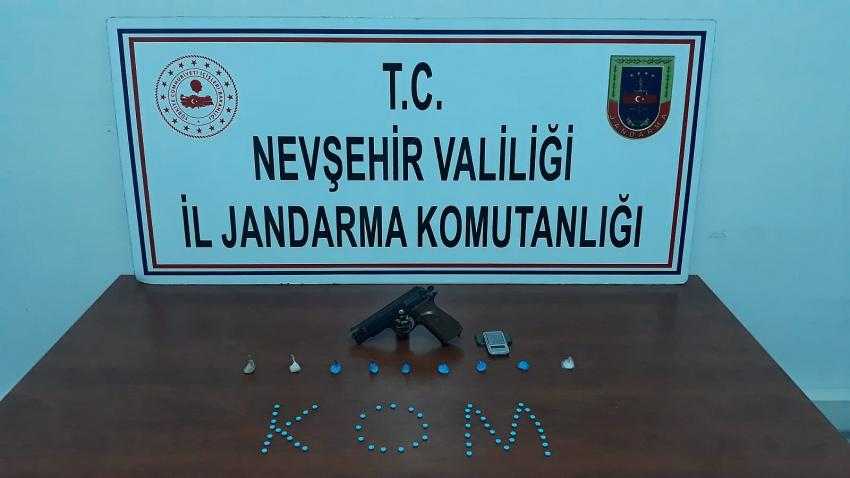 T.C.
NEVŞEHİR VALİLİĞİ
İL JANDARMA KOMUTANLIĞI
JANDARMA
KOM